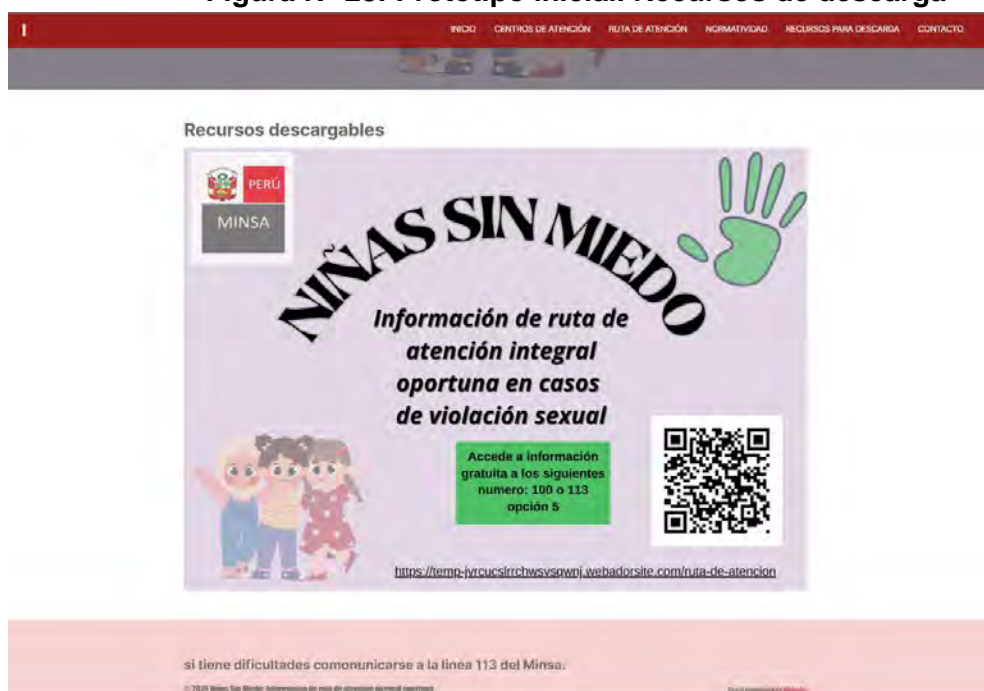 Figura N° 23. Prototipo inicial: Recursos de descarga
INICIO CENTROS DE ATENCIÓN RUTA DE ATENCIÓN NORMATIVIDAD RECURSOS PARA DESCARGA CONTACTO
Recursos descargables
PERÚ
MINSA
NIÑAS SIN MIEDO
Información de ruta de
atención integral
oportuna en casos
de violación sexual
Accede a información
gratuita a los siguientes
numero: 100 o 113
opción 5
https://temp-jyrcucslrrchwsvsqwnj.webadorsite.com/ruta-de-atencion
si tiene dificultades comonunicarse a la linea 113 del Minsa.